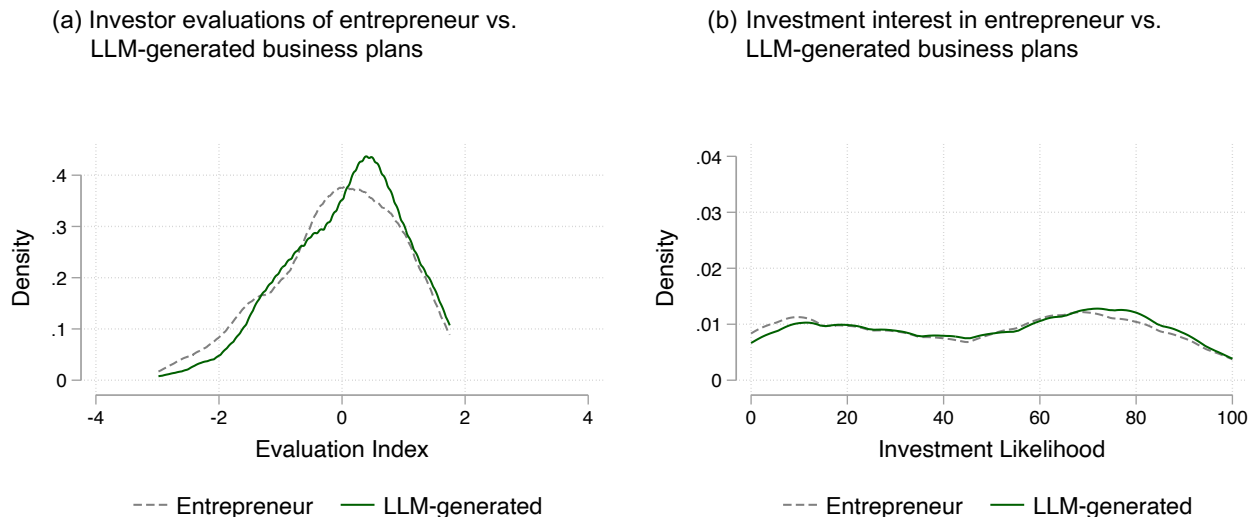 (a) Investor evaluations of entrepreneur vs.
LLM-generated business plans
.4
.3
.2
.1
0
Density
-4 -2 0 2 4
Evaluation Index
Entrepreneur LLM-generated
(b) Investment interest in entrepreneur vs.
LLM-generated business plans
.04
.03
.02
.01
0
Density
0 20 40 60 80 100
Investment Likelihood
Entrepreneur LLM-generated